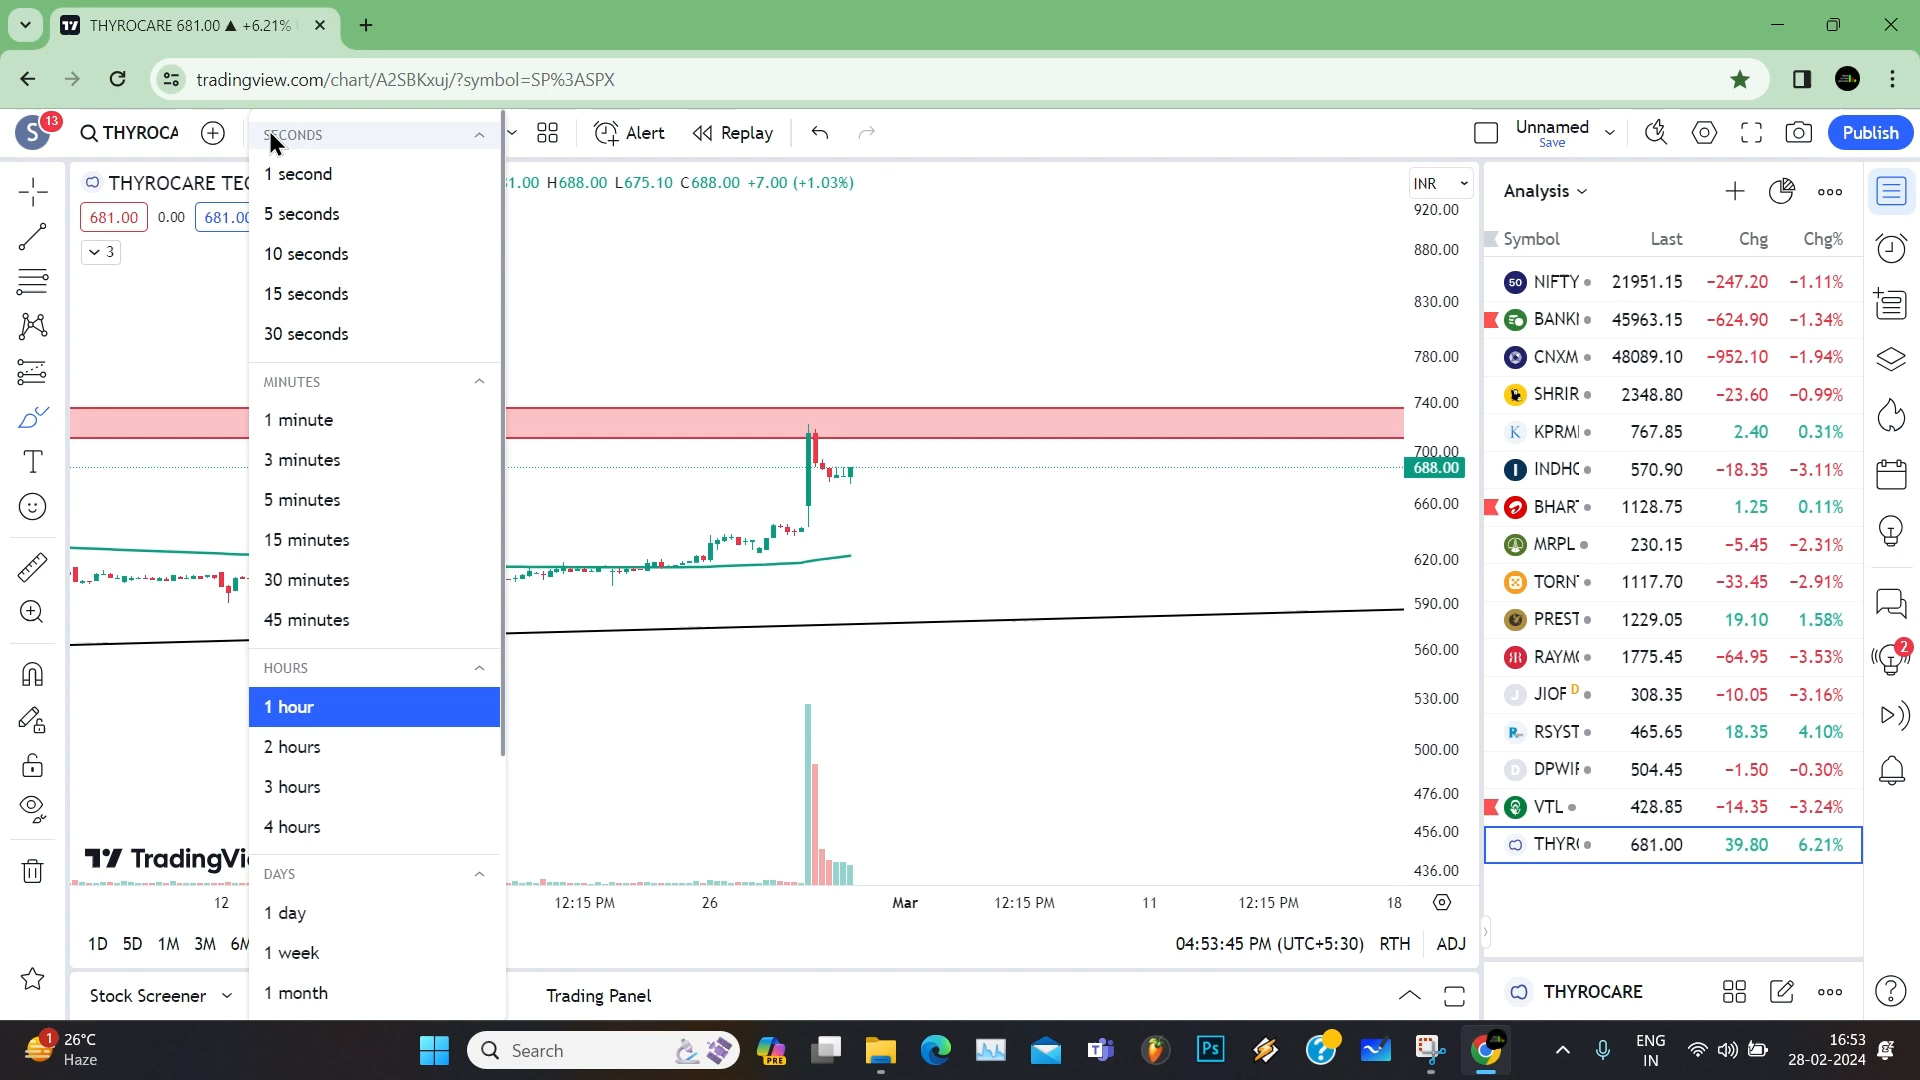 THYROCARE 681.00 ▲ +6.21%
tradingview.com/chart/A2SBKxuj/?symbol=SP%3ASPX
S 13 THYROCA Alert Replay Unnamed Save Publish
THYROCARE TEC
H688.00 L675.10 C688.00 +7.00 (+1.03%)
681.00 0.00 681.00
3
SECONDS
1 second
5 seconds
10 seconds
15 seconds
30 seconds
MINUTES
1 minute
3 minutes
5 minutes
15 minutes
30 minutes
45 minutes
HOURS
1 hour
2 hours
3 hours
4 hours
DAYS
1 day
1 week
1 month
INR
920.00
880.00
830.00
780.00
740.00
700.00
688.00
660.00
620.00
590.00
560.00
530.00
500.00
476.00
456.00
436.00
TradingVi
12 12:15 PM 26 Mar 12:15 PM 11 12:15 PM 18
1D 5D 1M 3M 6M
04:53:45 PM (UTC+5:30) RTH ADJ
Stock Screener Trading Panel
Analysis
Symbol Last Chg Chg%
50 NIFTY 21951.15 −247.20 −1.11%
BANKI 45963.15 −624.90 −1.34%
CNXM 48089.10 −952.10 −1.94%
SHRIR 2348.80 −23.60 −0.99%
K KPRMI 767.85 2.40 0.31%
I INDHC 570.90 −18.35 −3.11%
BHAR 1128.75 1.25 0.11%
MRPL 230.15 −5.45 −2.31%
TORN 1117.70 −33.45 −2.91%
PREST 1229.05 19.10 1.58%
RAYM 1775.45 −64.95 −3.53%
J JIOF D 308.35 −10.05 −3.16%
R RSYST 465.65 18.35 4.10%
D DPWIF 504.45 −1.50 −0.30%
VTL 428.85 −14.35 −3.24%
THYR 681.00 39.80 6.21%
THYROCARE
2
1 26°C
Haze
Search
PRE
Ps
ENG
IN
16:53
28-02-2024